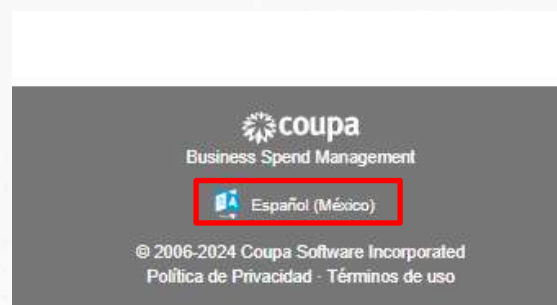 coupa
Business Spend Management
Español (México)
© 2006-2024 Coupa Software Incorporated
Política de Privacidad - Términos de uso